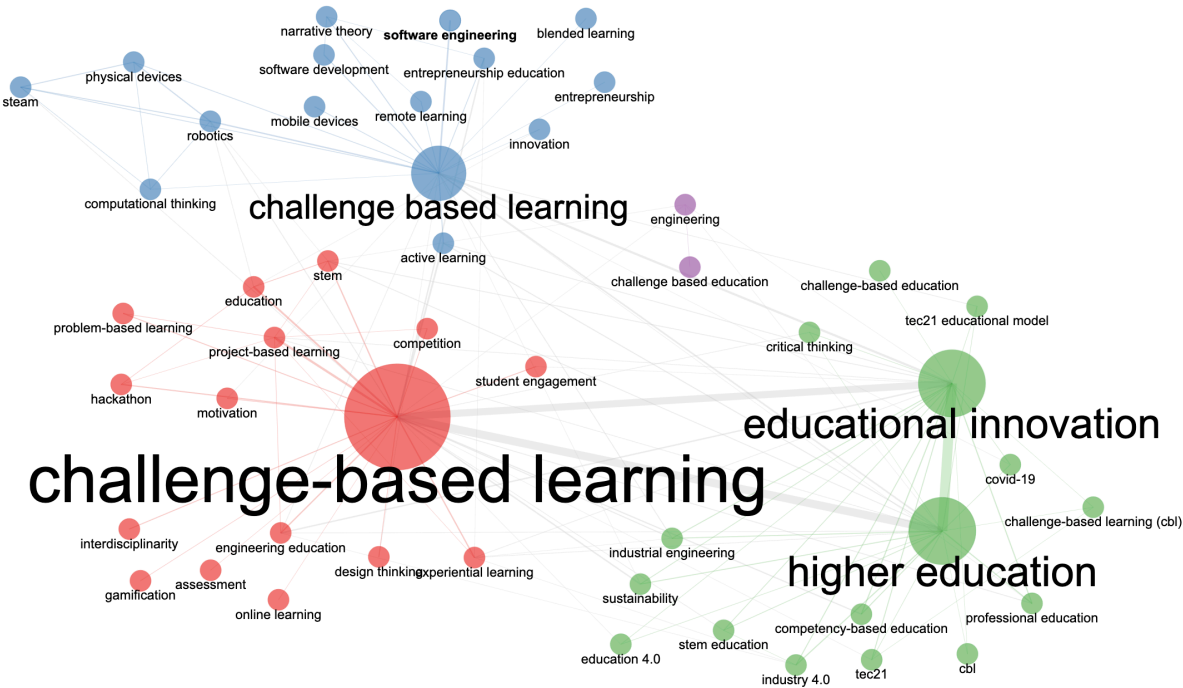 narrative theory
software engineering
blended learning
software development
entrepreneurship education
physical devices
steam
entrepreneurship
mobile devices
remote learning
robotics
innovation
computational thinking
challenge based learning
engineering
active learning
stem
challenge based education
challenge-based education
education
tec21 educational model
problem-based learning
project-based learning
competition
critical thinking
student engagement
hackathon
motivation
educational innovation
challenge-based learning
covid-19
challenge-based learning (cbl)
interdisciplinarity
engineering education
industrial engineering
design thinking
experiential learning
higher education
assessment
gamification
sustainability
online learning
professional education
competency-based education
stem education
education 4.0
cbl
tec21
industry 4.0